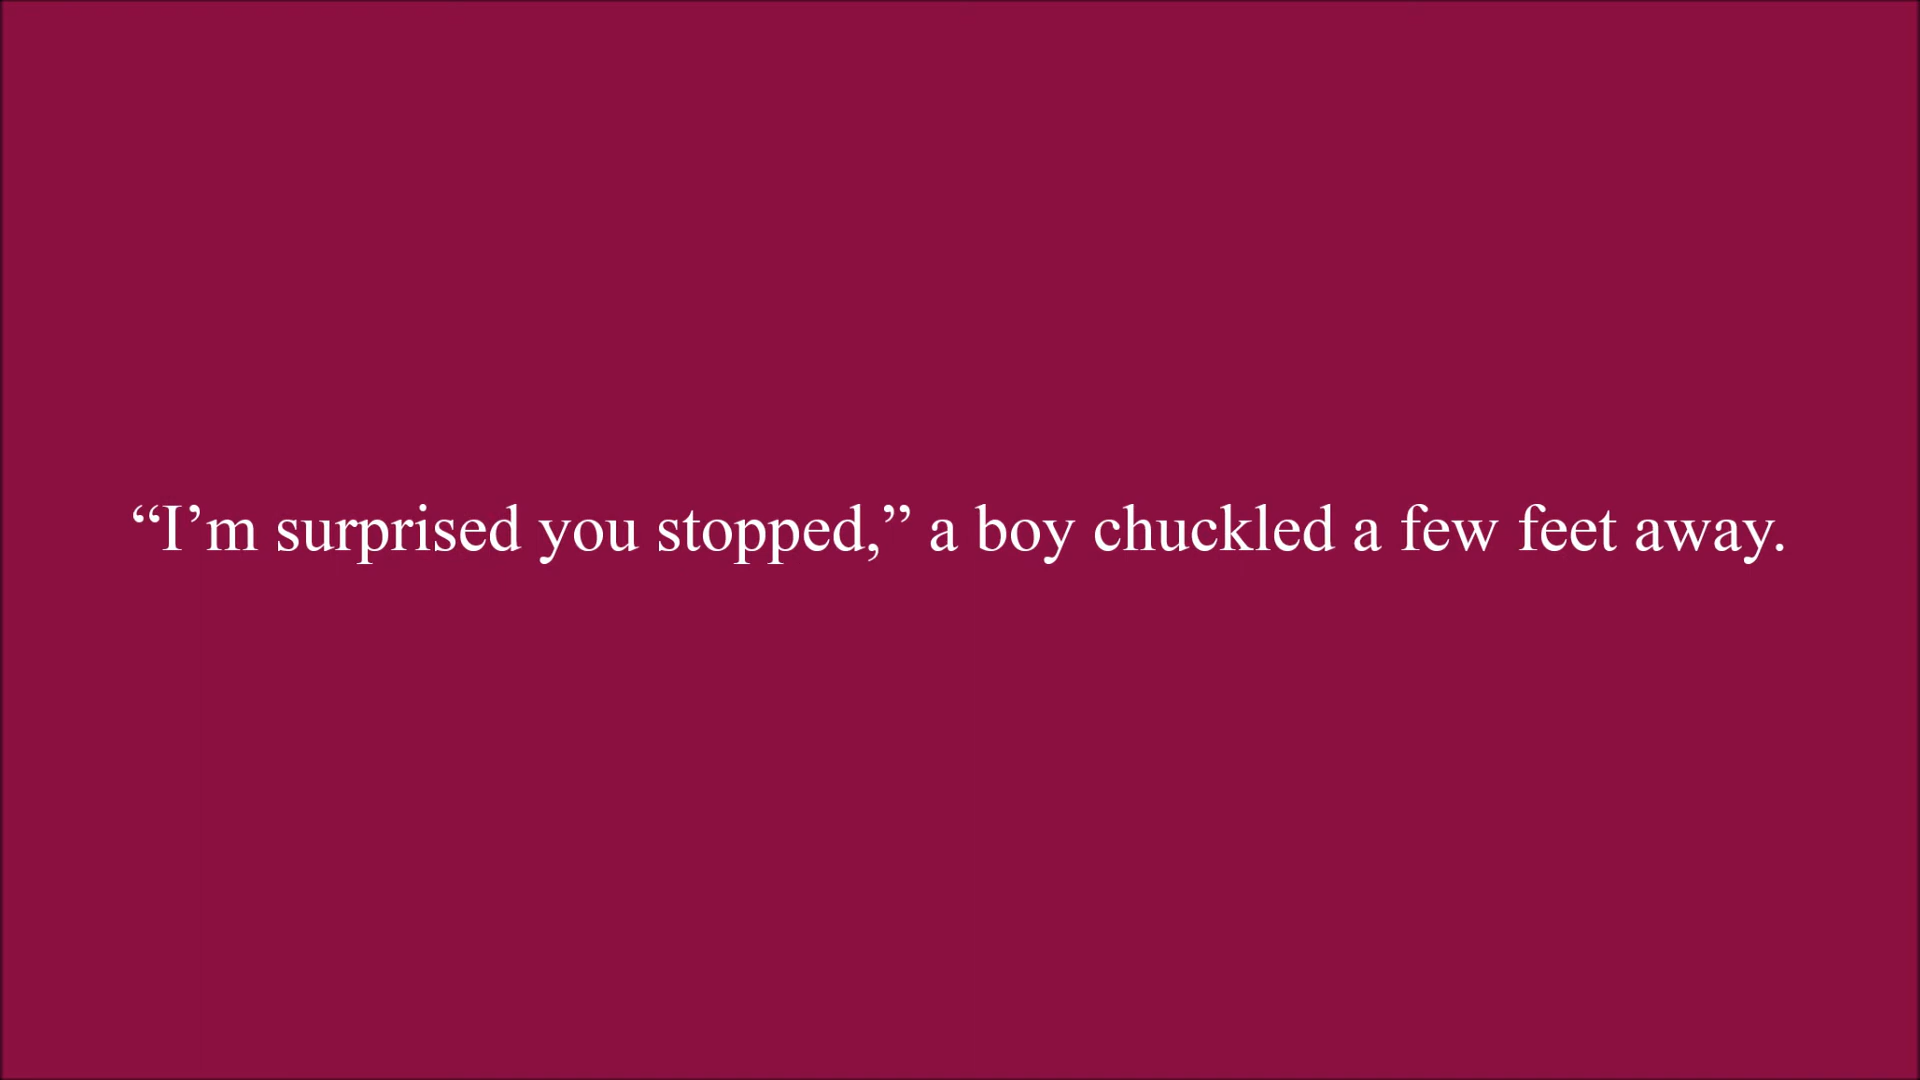 “I’m surprised you stopped,” a boy chuckled a few feet away.